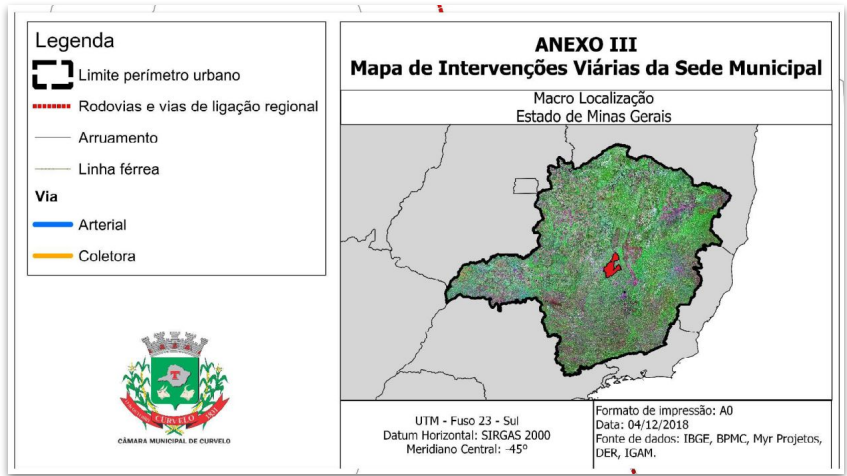 Legenda
Limite perímetro urbano
Rodovias e vias de ligação regional
Arruamento
Linha férrea
Via
Arterial
Coletora
CURVELO
CÂMARA MUNICIPAL DE CURVELO
ANEXO III
Mapa de Intervenções Viárias da Sede Municipal
Macro Localização
Estado de Minas Gerais
UTM - Fuso 23 - Sul
Datum Horizontal: SIRGAS 2000
Meridiano Central: -45º
Formato de impressão: A0
Data: 04/12/2018
Fonte de dados: IBGE, BPMC, Myr Projetos,
DER, IGAM.